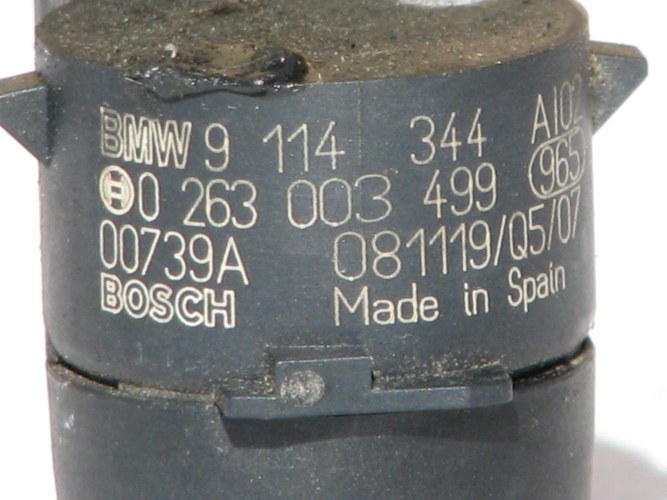 BMW 9 114 344 AI02
0 263 003 499 965
00739A 081119/Q5/07
BOSCH Made in Spain